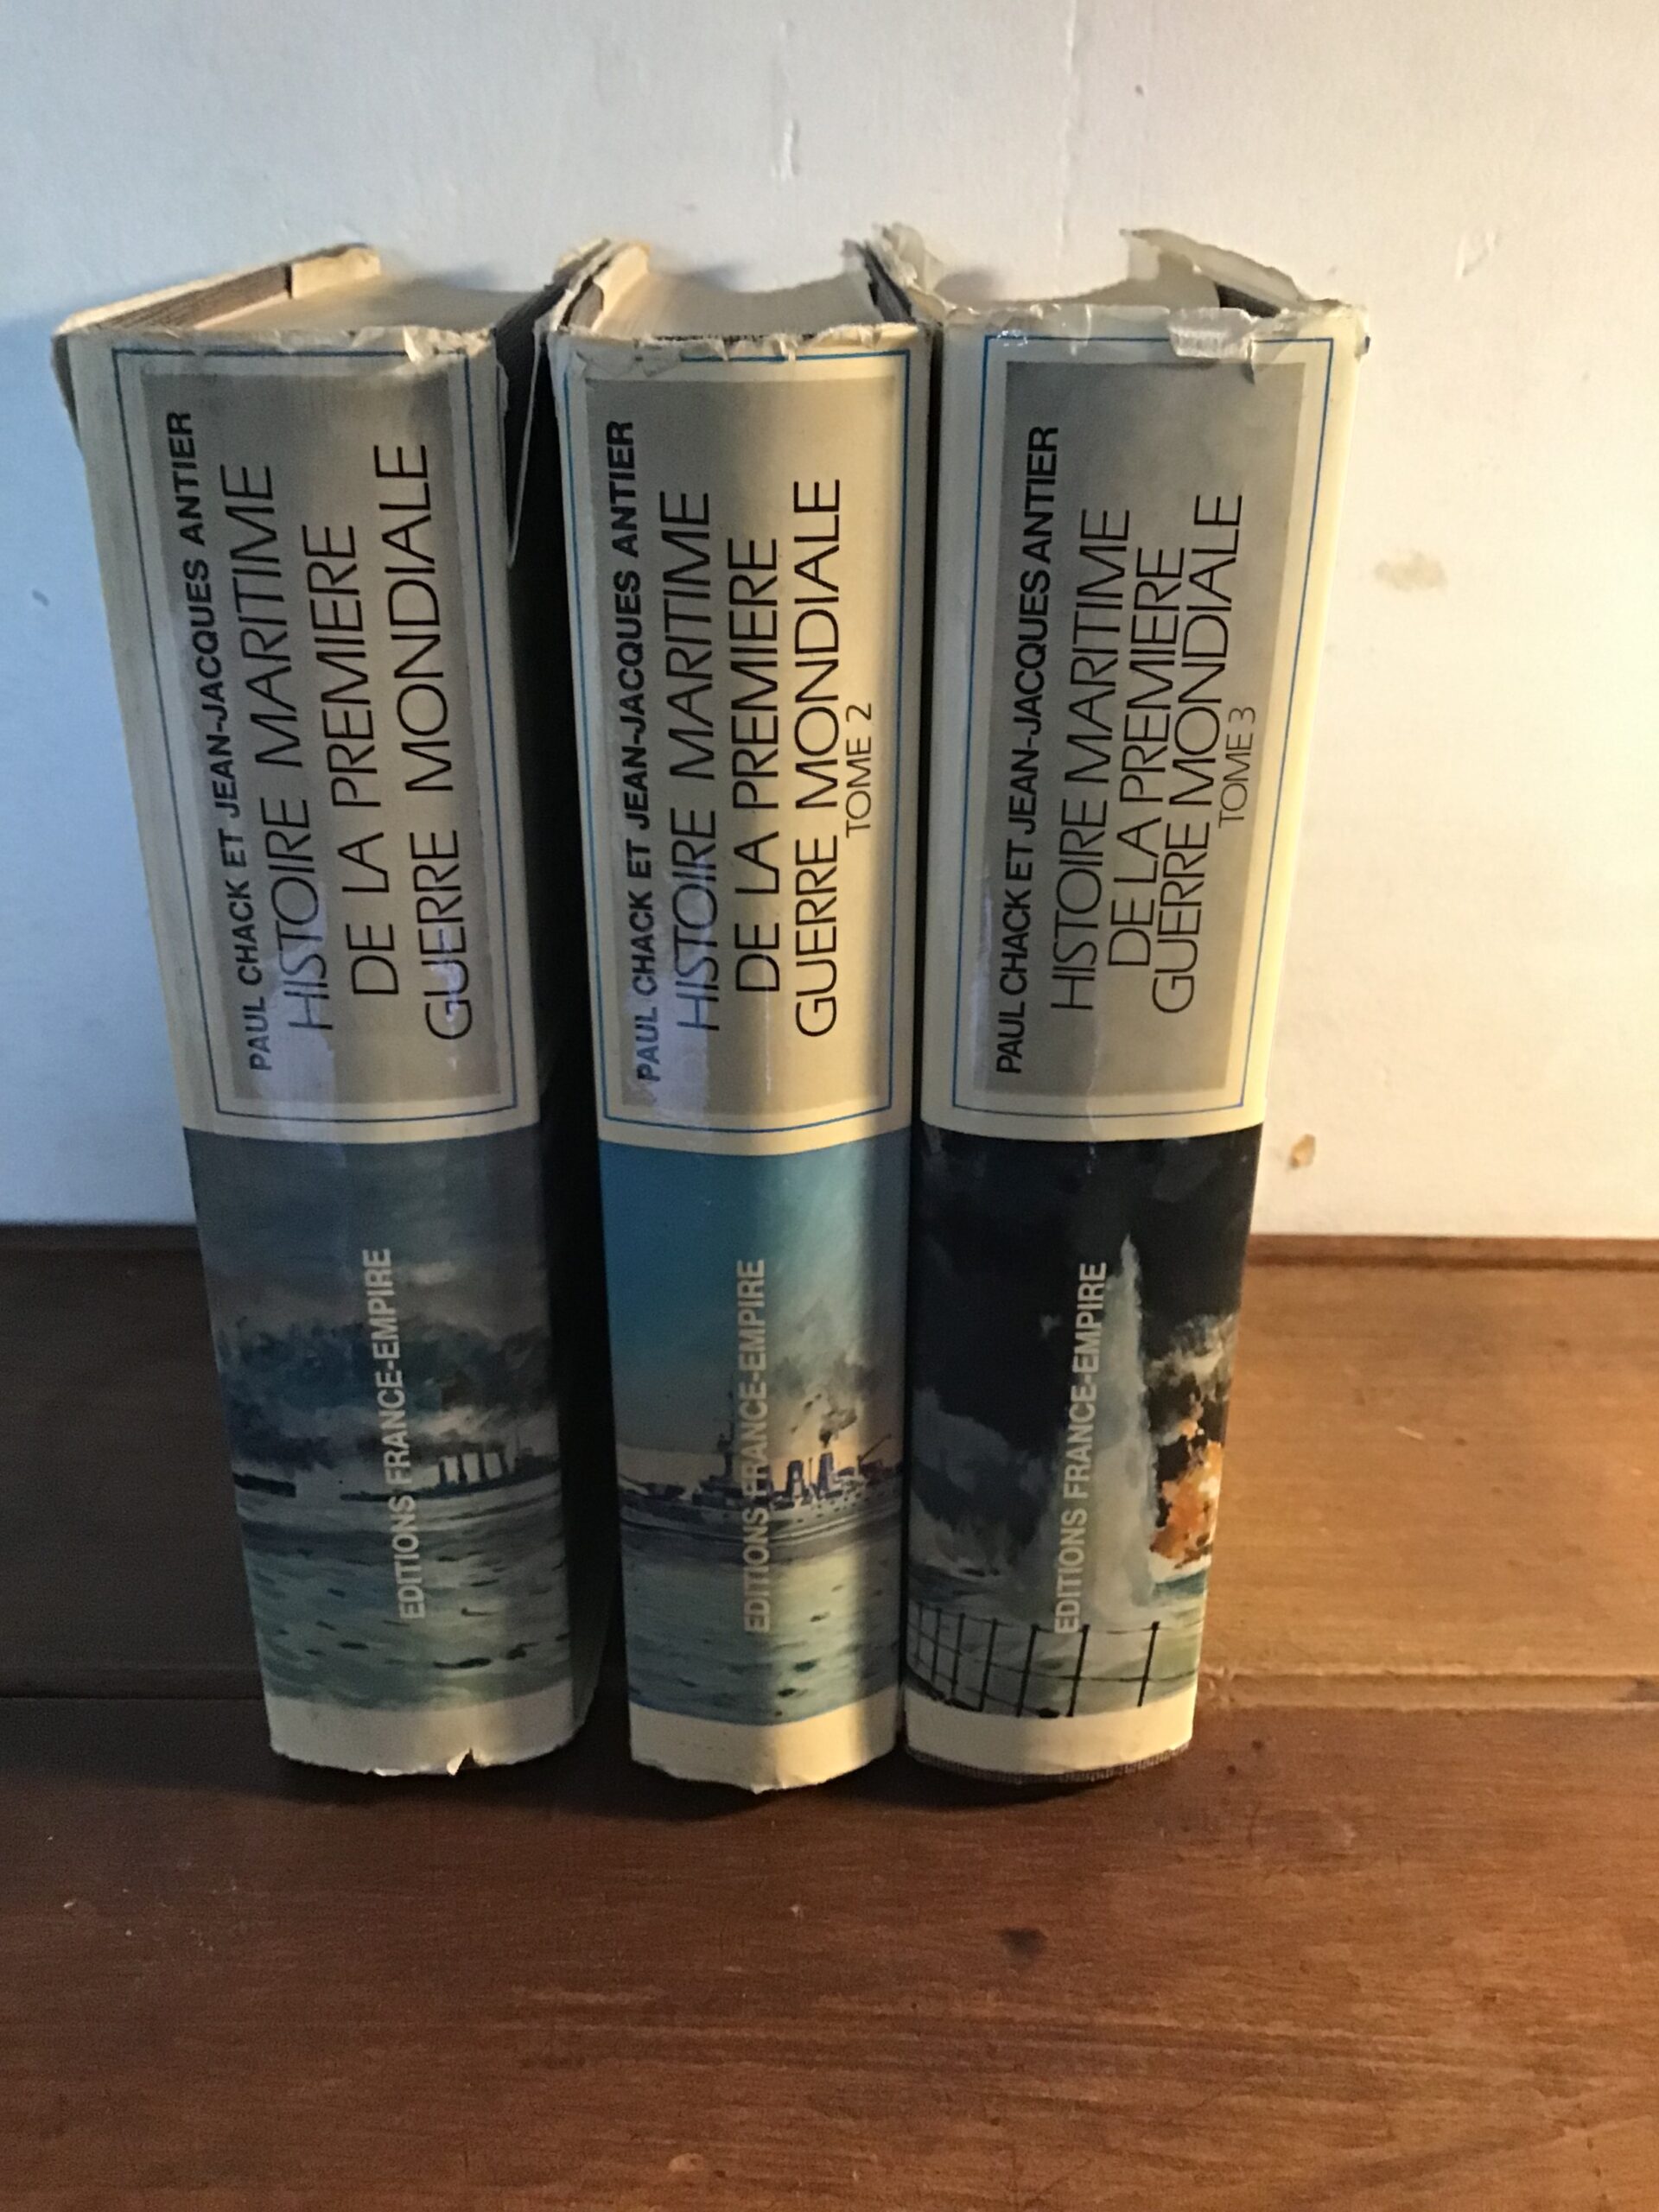 PAUL CHACK ET JEAN-JACQUES ANTIER
HISTOIRE MARITIME
DE LA PREMIERE
GUERRE MONDIALE
EDITIONS FRANCE-EMPIRE
PAUL CHACK ET JEAN-JACQUES ANTIER
HISTOIRE MARITIME
DE LA PREMIERE
GUERRE MONDIALE
TOME 2
EDITIONS FRANCE-EMPIRE
PAUL CHACK ET JEAN-JACQUES ANTIER
HISTOIRE MARITIME
DE LA PREMIERE
GUERRE MONDIALE
TOME 3
EDITIONS FRANCE-EMPIRE